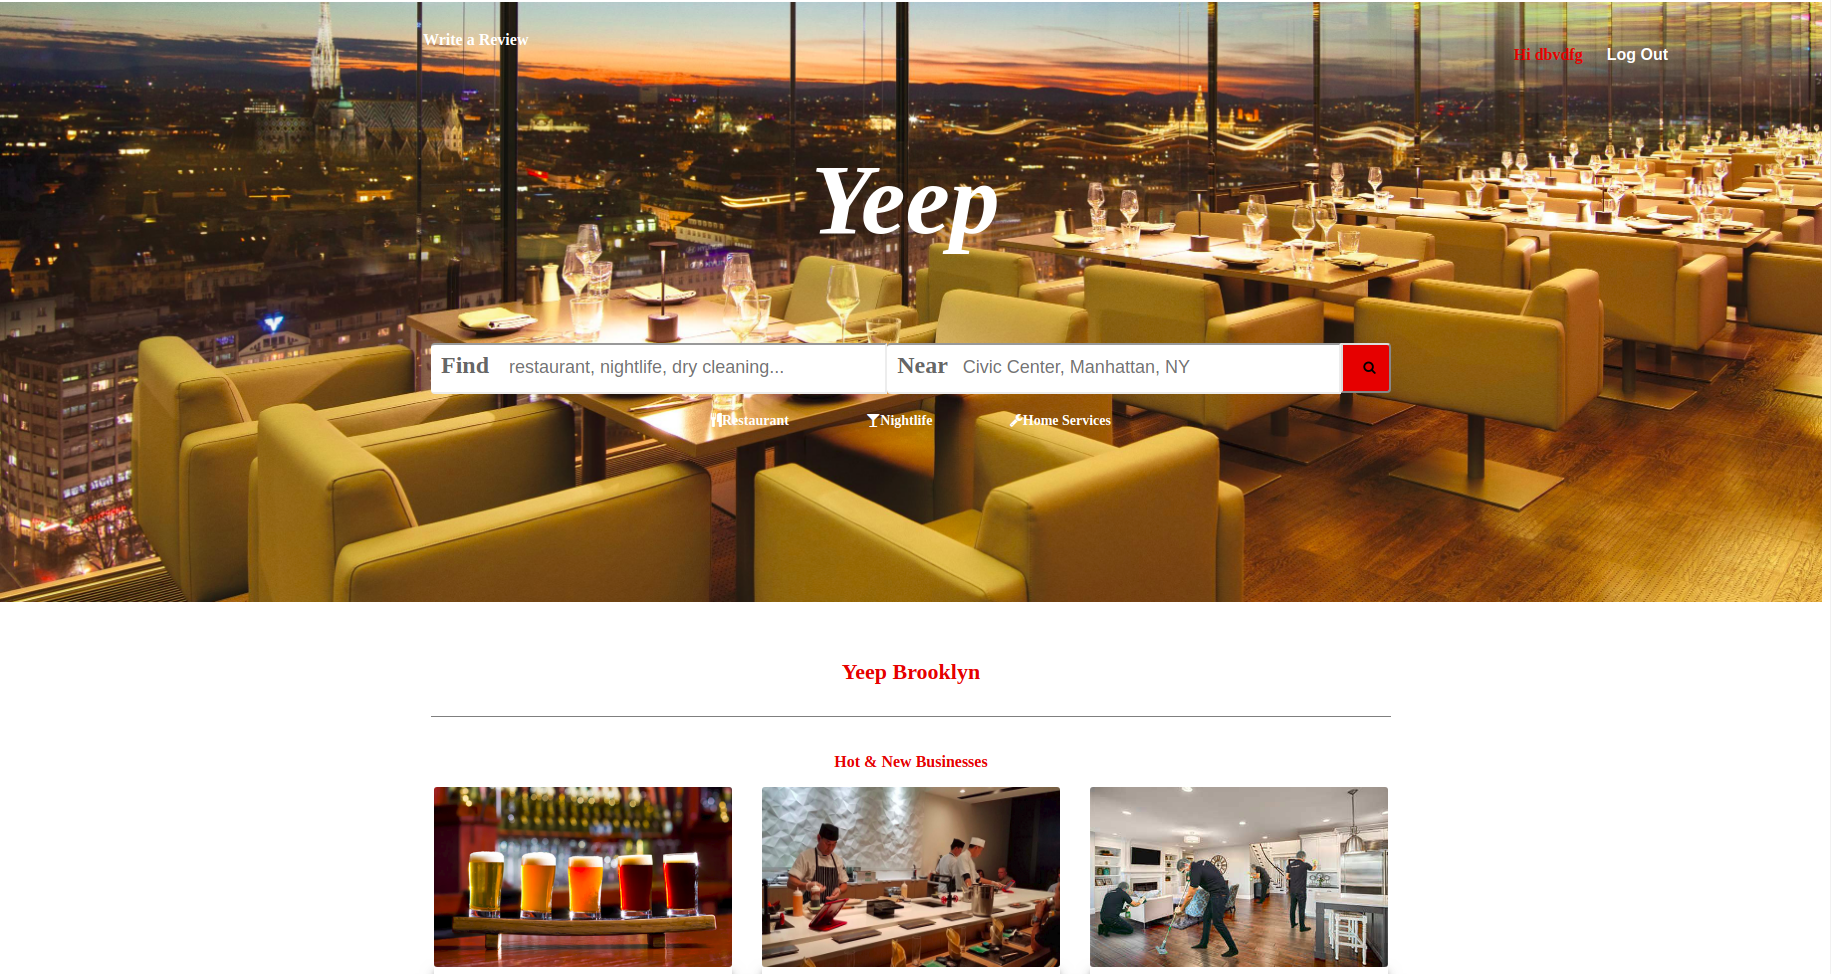 Write a Review
Hi dbvdfg
Log Out
Yeep
Find restaurant, nightlife, dry cleaning...
Near Civic Center, Manhattan, NY
Restaurant
Nightlife
Home Services
Yeep Brooklyn
Hot & New Businesses